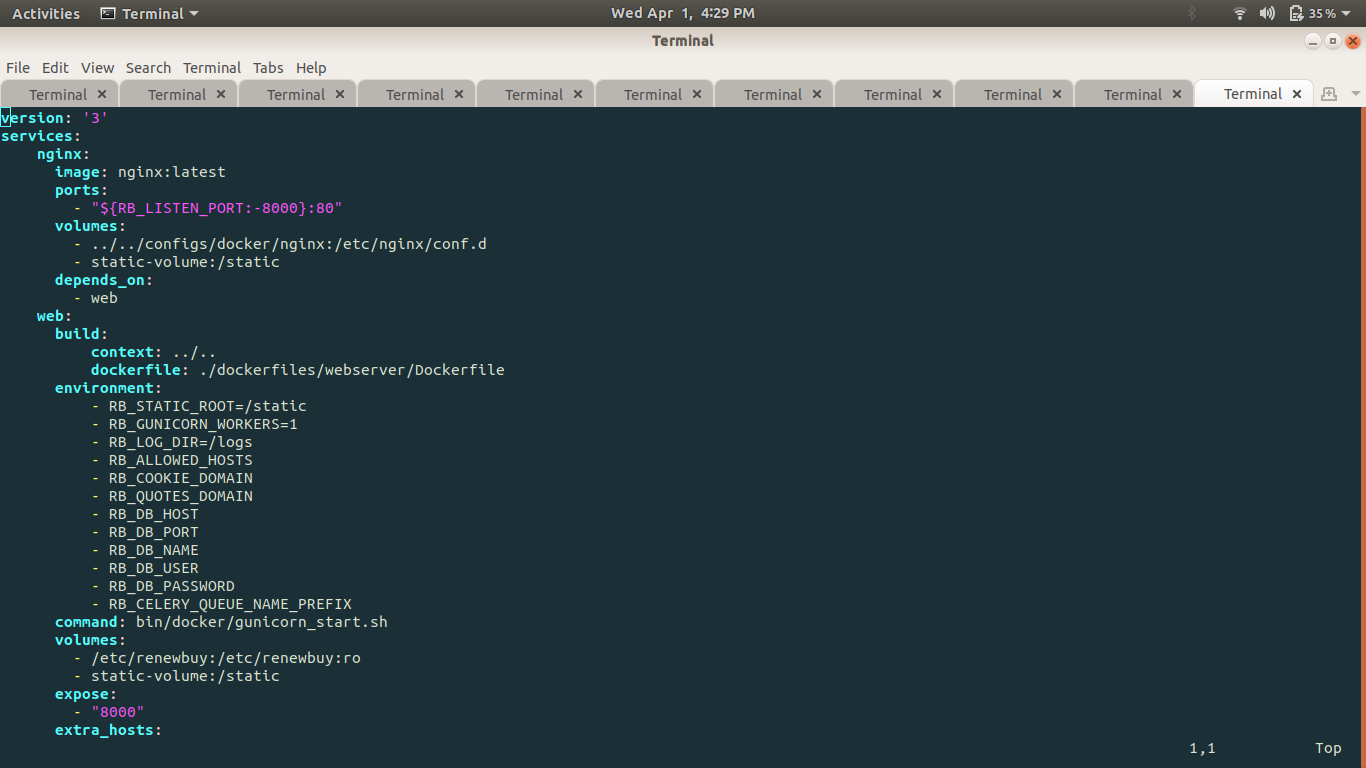 Activities Terminal Wed Apr 1, 4:29 PM 35%
Terminal
File Edit View Search Terminal Tabs Help
Terminal Terminal Terminal Terminal Terminal Terminal Terminal Terminal Terminal Terminal Terminal
version: '3'
services:
    nginx:
      image: nginx:latest
      ports:
        - "${RB_LISTEN_PORT:-8000}:80"
      volumes:
        - ../../configs/docker/nginx:/etc/nginx/conf.d
        - static-volume:/static
      depends_on:
        - web
    web:
      build:
          context: ../..
          dockerfile: ./dockerfiles/webserver/Dockerfile
      environment:
          - RB_STATIC_ROOT=/static
          - RB_GUNICORN_WORKERS=1
          - RB_LOG_DIR=/logs
          - RB_ALLOWED_HOSTS
          - RB_COOKIE_DOMAIN
          - RB_QUOTES_DOMAIN
          - RB_DB_HOST
          - RB_DB_PORT
          - RB_DB_NAME
          - RB_DB_USER
          - RB_DB_PASSWORD
          - RB_CELERY_QUEUE_NAME_PREFIX
      command: bin/docker/gunicorn_start.sh
      volumes:
        - /etc/renewbuy:/etc/renewbuy:ro
        - static-volume:/static
      expose:
        - "8000"
      extra_hosts:
1,1 Top